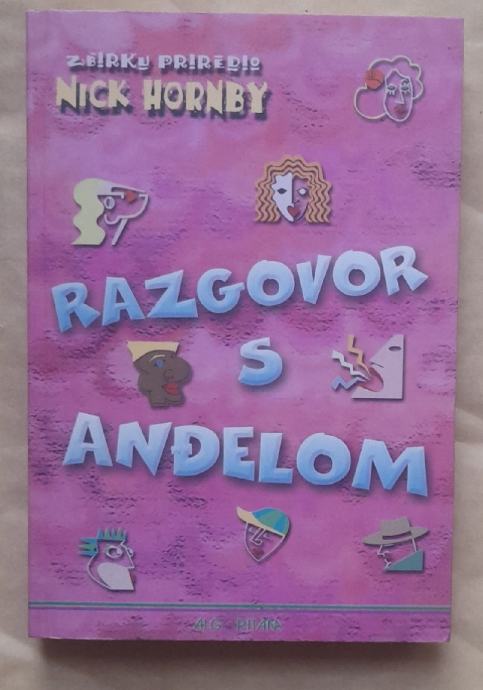 ZBIRKU PRIREDIO
NICK HORNBY
RAZGOVOR
S
ANĐELOM